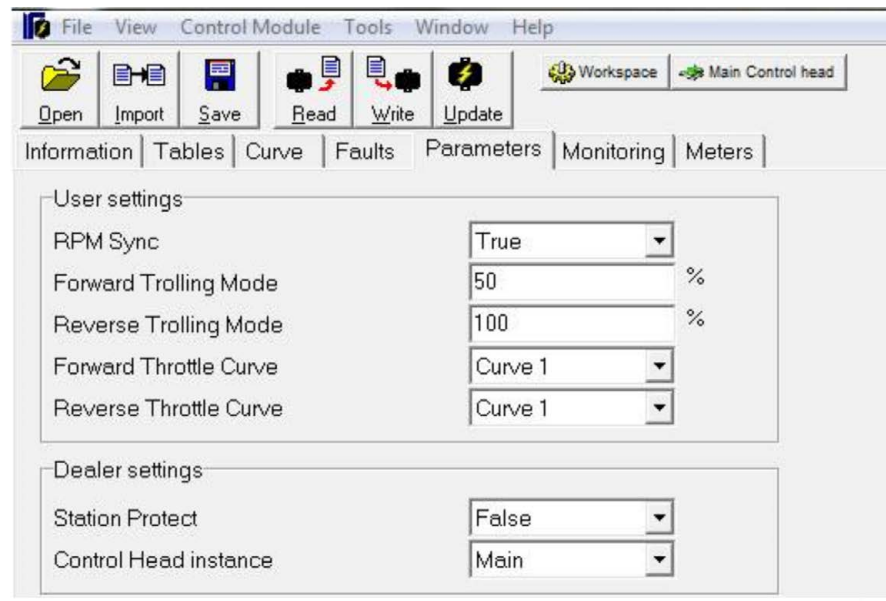 File View Control Module Tools Window Help
Workspace Main Control head
Open Import Save Read Write Update
Information Tables Curve Faults Parameters Monitoring Meters
User settings
RPM Sync True
Forward Trolling Mode 50 %
Reverse Trolling Mode 100 %
Forward Throttle Curve Curve 1
Reverse Throttle Curve Curve 1
Dealer settings
Station Protect False
Control Head instance Main